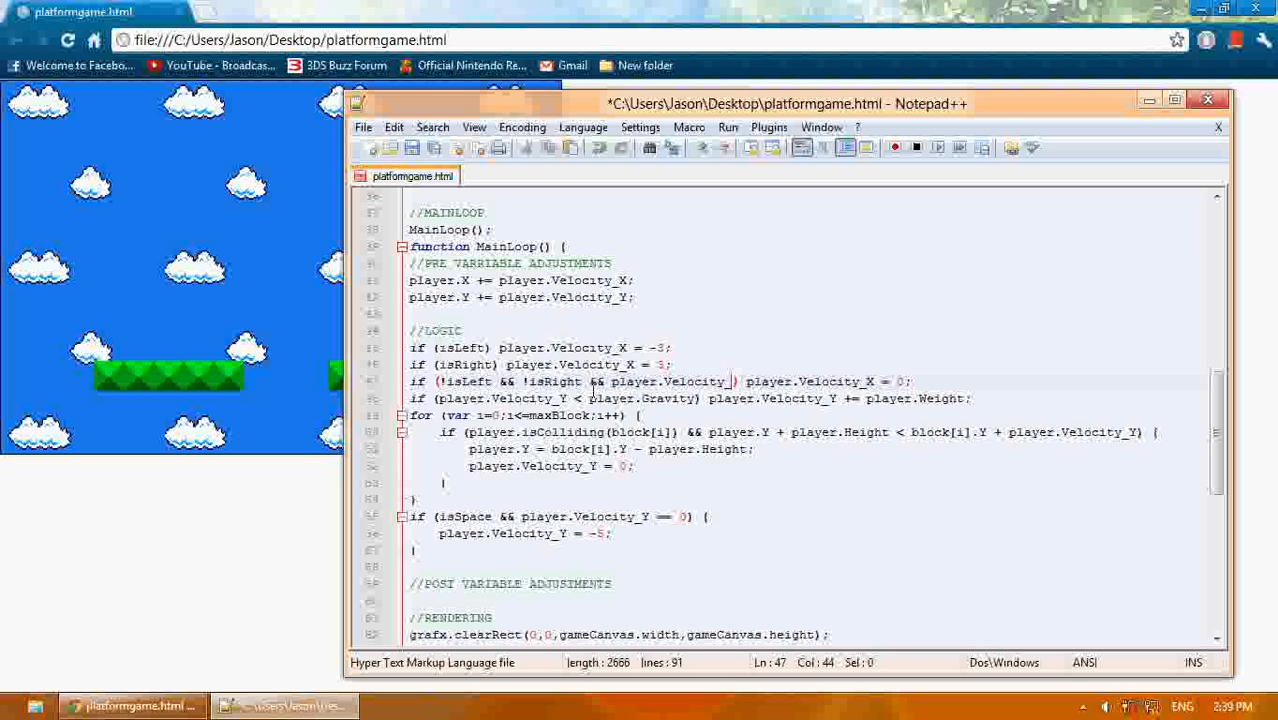 platformgame.html
file:///C:/Users/Jason/Desktop/platformgame.html
Welcome to Facebo... YouTube - Broadcas... 3DS Buzz Forum Official Nintendo Re... Gmail New folder
*C:\Users\Jason\Desktop\platformgame.html - Notepad++
File Edit Search View Encoding Language Settings Macro Run Plugins Window ? X
platformgame.html
//MAINLOOP
MainLoop();
function MainLoop() {
//PRE VARRIABLE ADJUSTMENTS
player.X += player.Velocity_X;
player.Y += player.Velocity_Y;
//LOGIC
if (isLeft) player.Velocity_X = -3;
if (isRight) player.Velocity_X = 3;
47 if (!isLeft && !isRight && player.Velocity_) player.Velocity_X = 0;
if (player.Velocity_Y < player.Gravity) player.Velocity_Y += player.Weight;
for (var i=0;i<=maxBlock;i++) {
if (player.isColliding(block[i]) && player.Y + player.Height < block[i].Y + player.Velocity_Y) {
player.Y = block[i].Y - player.Height;
player.Velocity_Y = 0;
}
}
if (isSpace && player.Velocity_Y == 0) {
player.Velocity_Y = -5;
}
//POST VARIABLE ADJUSTMENTS
//RENDERING
grafx.clearRect(0,0,gameCanvas.width,gameCanvas.height);
Hyper Text Markup Language file length : 2666 lines : 91 Ln : 47 Col : 44 Sel : 0 Dos\Windows ANSI INS
platformgame.html ... ENG 2:39 PM